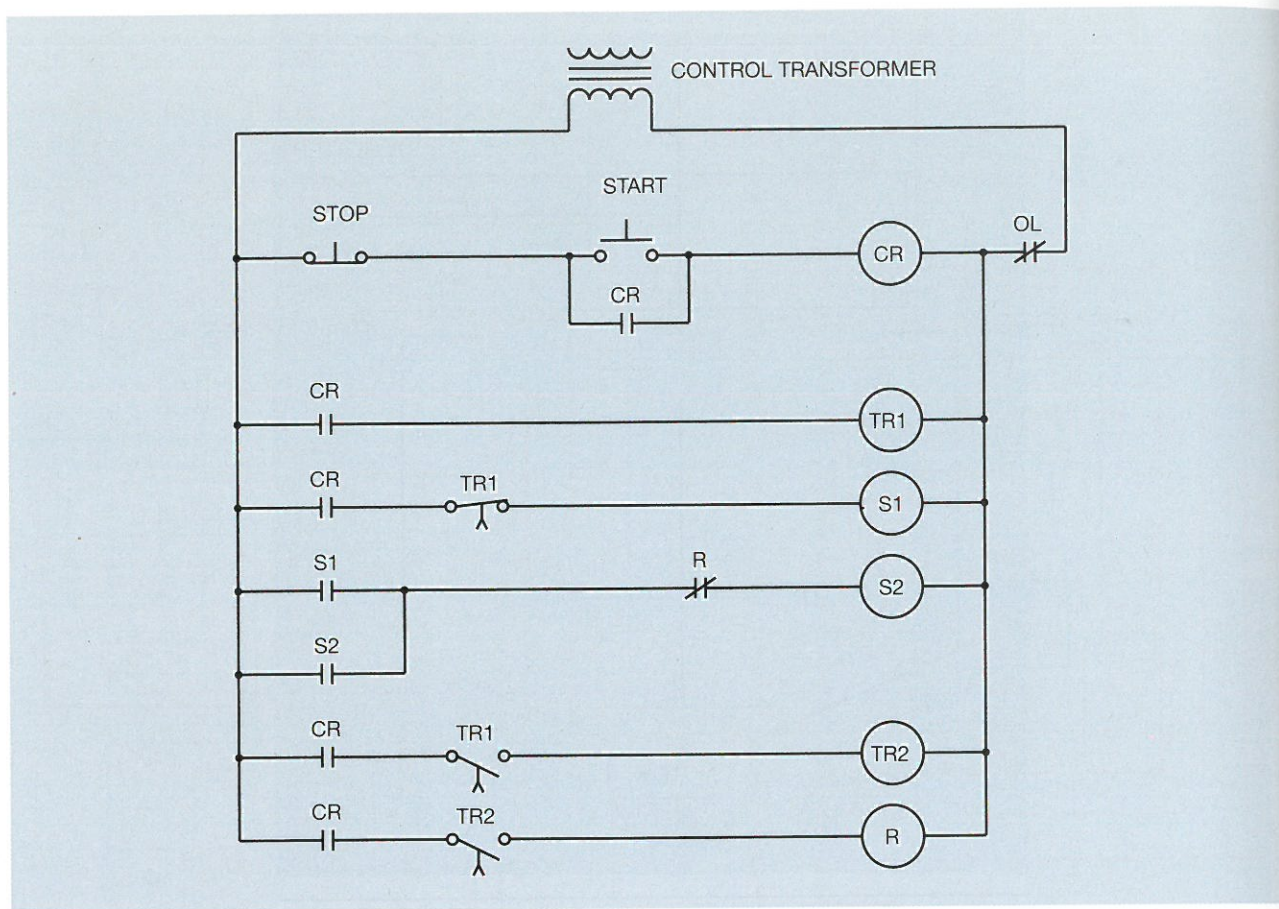 CONTROL TRANSFORMER
START
STOP
OL
CR
CR
CR
TR1
CR
TR1
S1
S1
R
S2
S2
CR
TR1
TR2
CR
TR2
R